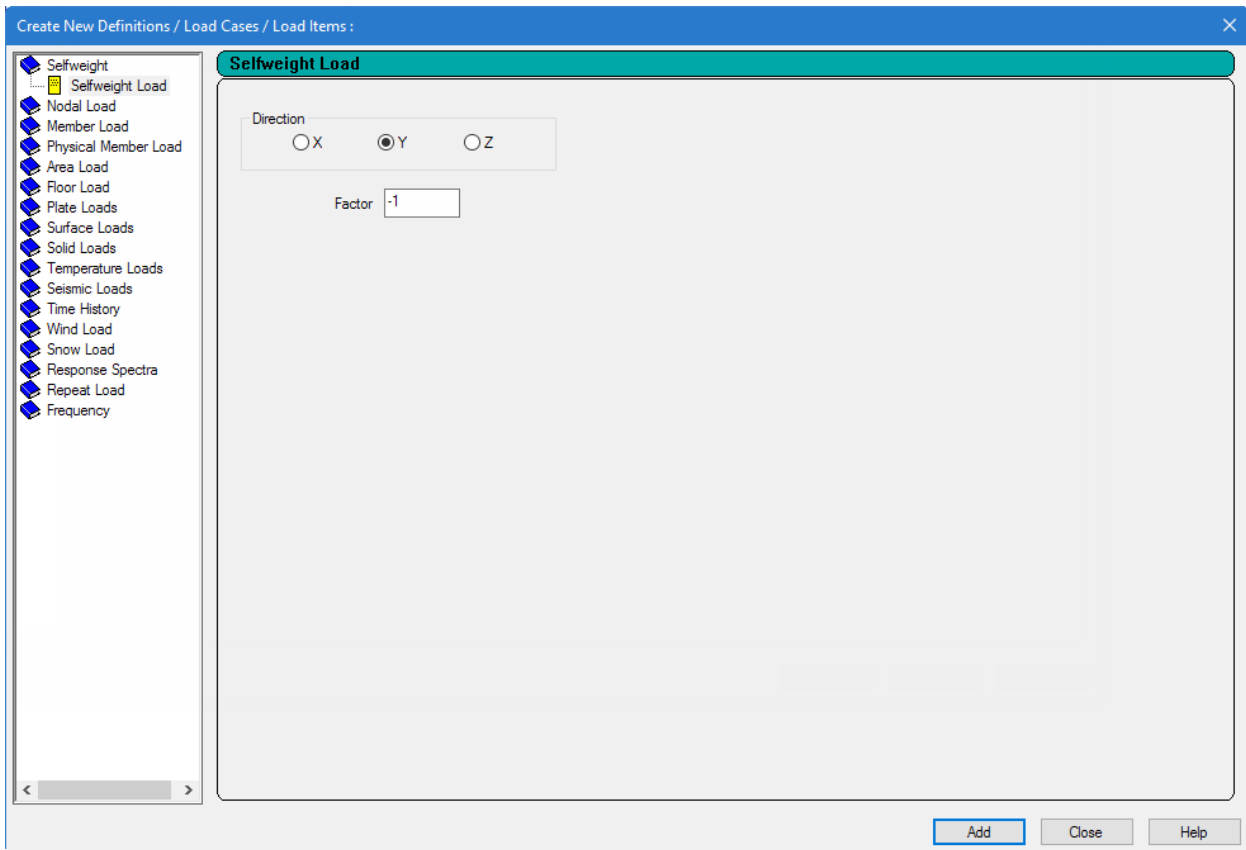 Create New Definitions / Load Cases / Load Items :
Selfweight
Selfweight Load
Nodal Load
Member Load
Physical Member Load
Area Load
Floor Load
Plate Loads
Surface Loads
Solid Loads
Temperature Loads
Seismic Loads
Time History
Wind Load
Snow Load
Response Spectra
Repeat Load
Frequency
Selfweight Load
Direction
X Y Z
Factor -1
Add Close Help